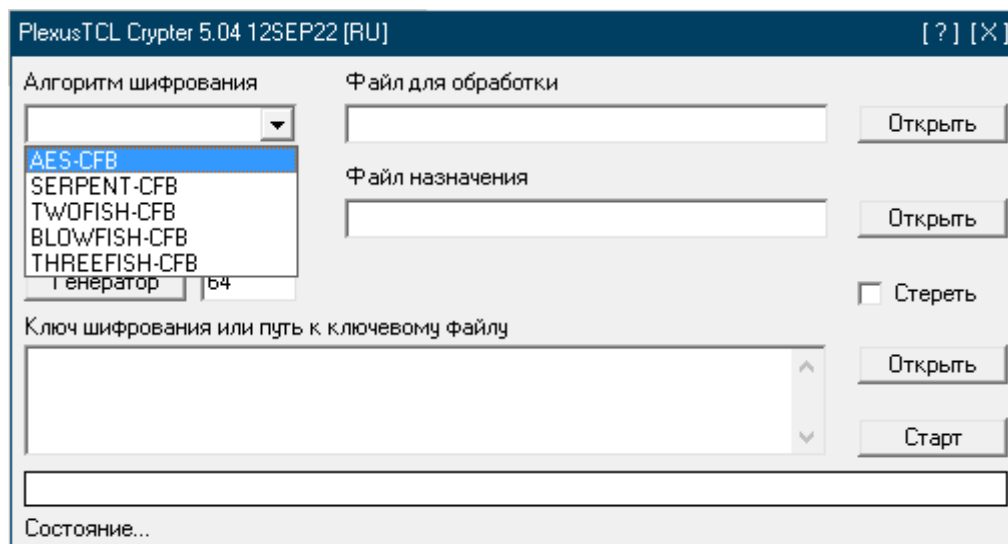 PlexusTCL Crypter 5.04 12SEP22 [RU] [ ? ] [ X ]
Алгоритм шифрования
Файл для обработки
Открыть
AES-CFB
SERPENT-CFB
TWOFISH-CFB
BLOWFISH-CFB
THREEFISH-CFB
Файл назначения
Открыть
Генератор 64
Стереть
Ключ шифрования или путь к ключевому файлу
Открыть
Старт
Состояние...